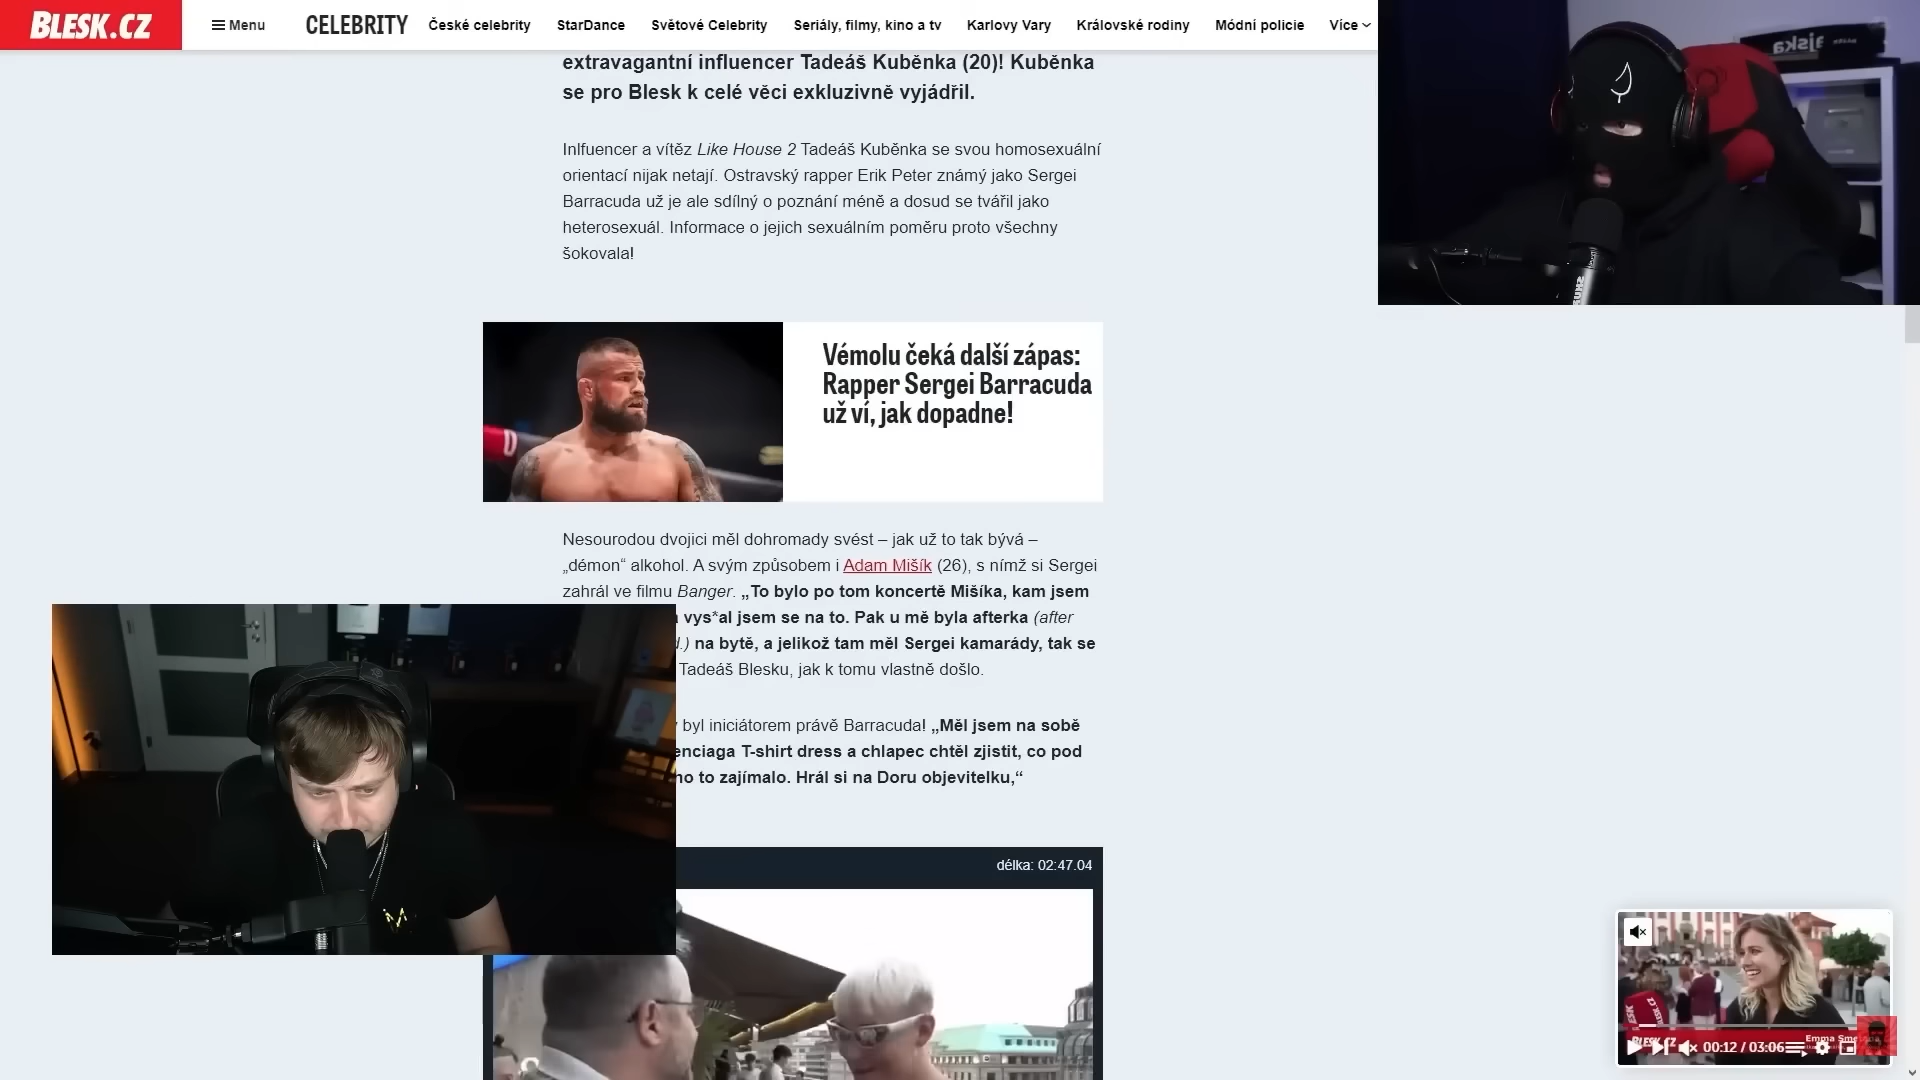 BLESK.CZ
Menu
CELEBRITY
České celebrity
StarDance
Světové Celebrity
Seriály, filmy, kino a tv
Karlovy Vary
Královské rodiny
Módní policie
Více
extravagantní influencer Tadeáš Kuběnka (20)! Kuběnka
se pro Blesk k celé věci exkluzivně vyjádřil.
Inlfuencer a vítěz Like House 2 Tadeáš Kuběnka se svou homosexuální
orientací nijak netají. Ostravský rapper Erik Peter známý jako Sergei
Barracuda už je ale sdílný o poznání méně a dosud se tvářil jako
heterosexuál. Informace o jejich sexuálním poměru proto všechny
šokovala!
Vémolu čeká další zápas:
Rapper Sergei Barracuda
už ví, jak dopadne!
Nesourodou dvojici měl dohromady svést – jak už to tak bývá –
„démon“ alkohol. A svým způsobem i Adam Mišík (26), s nímž si Sergei
zahrál ve filmu Banger. „To bylo po tom koncertě Mišíka, kam jsem
vys*al jsem se na to. Pak u mě byla afterka (after
na bytě, a jelikož tam měl Sergei kamarády, tak se
Tadeáš Blesku, jak k tomu vlastně došlo.
byl iniciátorem právě Barracuda! „Měl jsem na sobě
enciaga T-shirt dress a chlapec chtěl zjistit, co pod
ho to zajímalo. Hrál si na Doru objevitelku,“
délka: 02:47.04
00:12 / 03:06